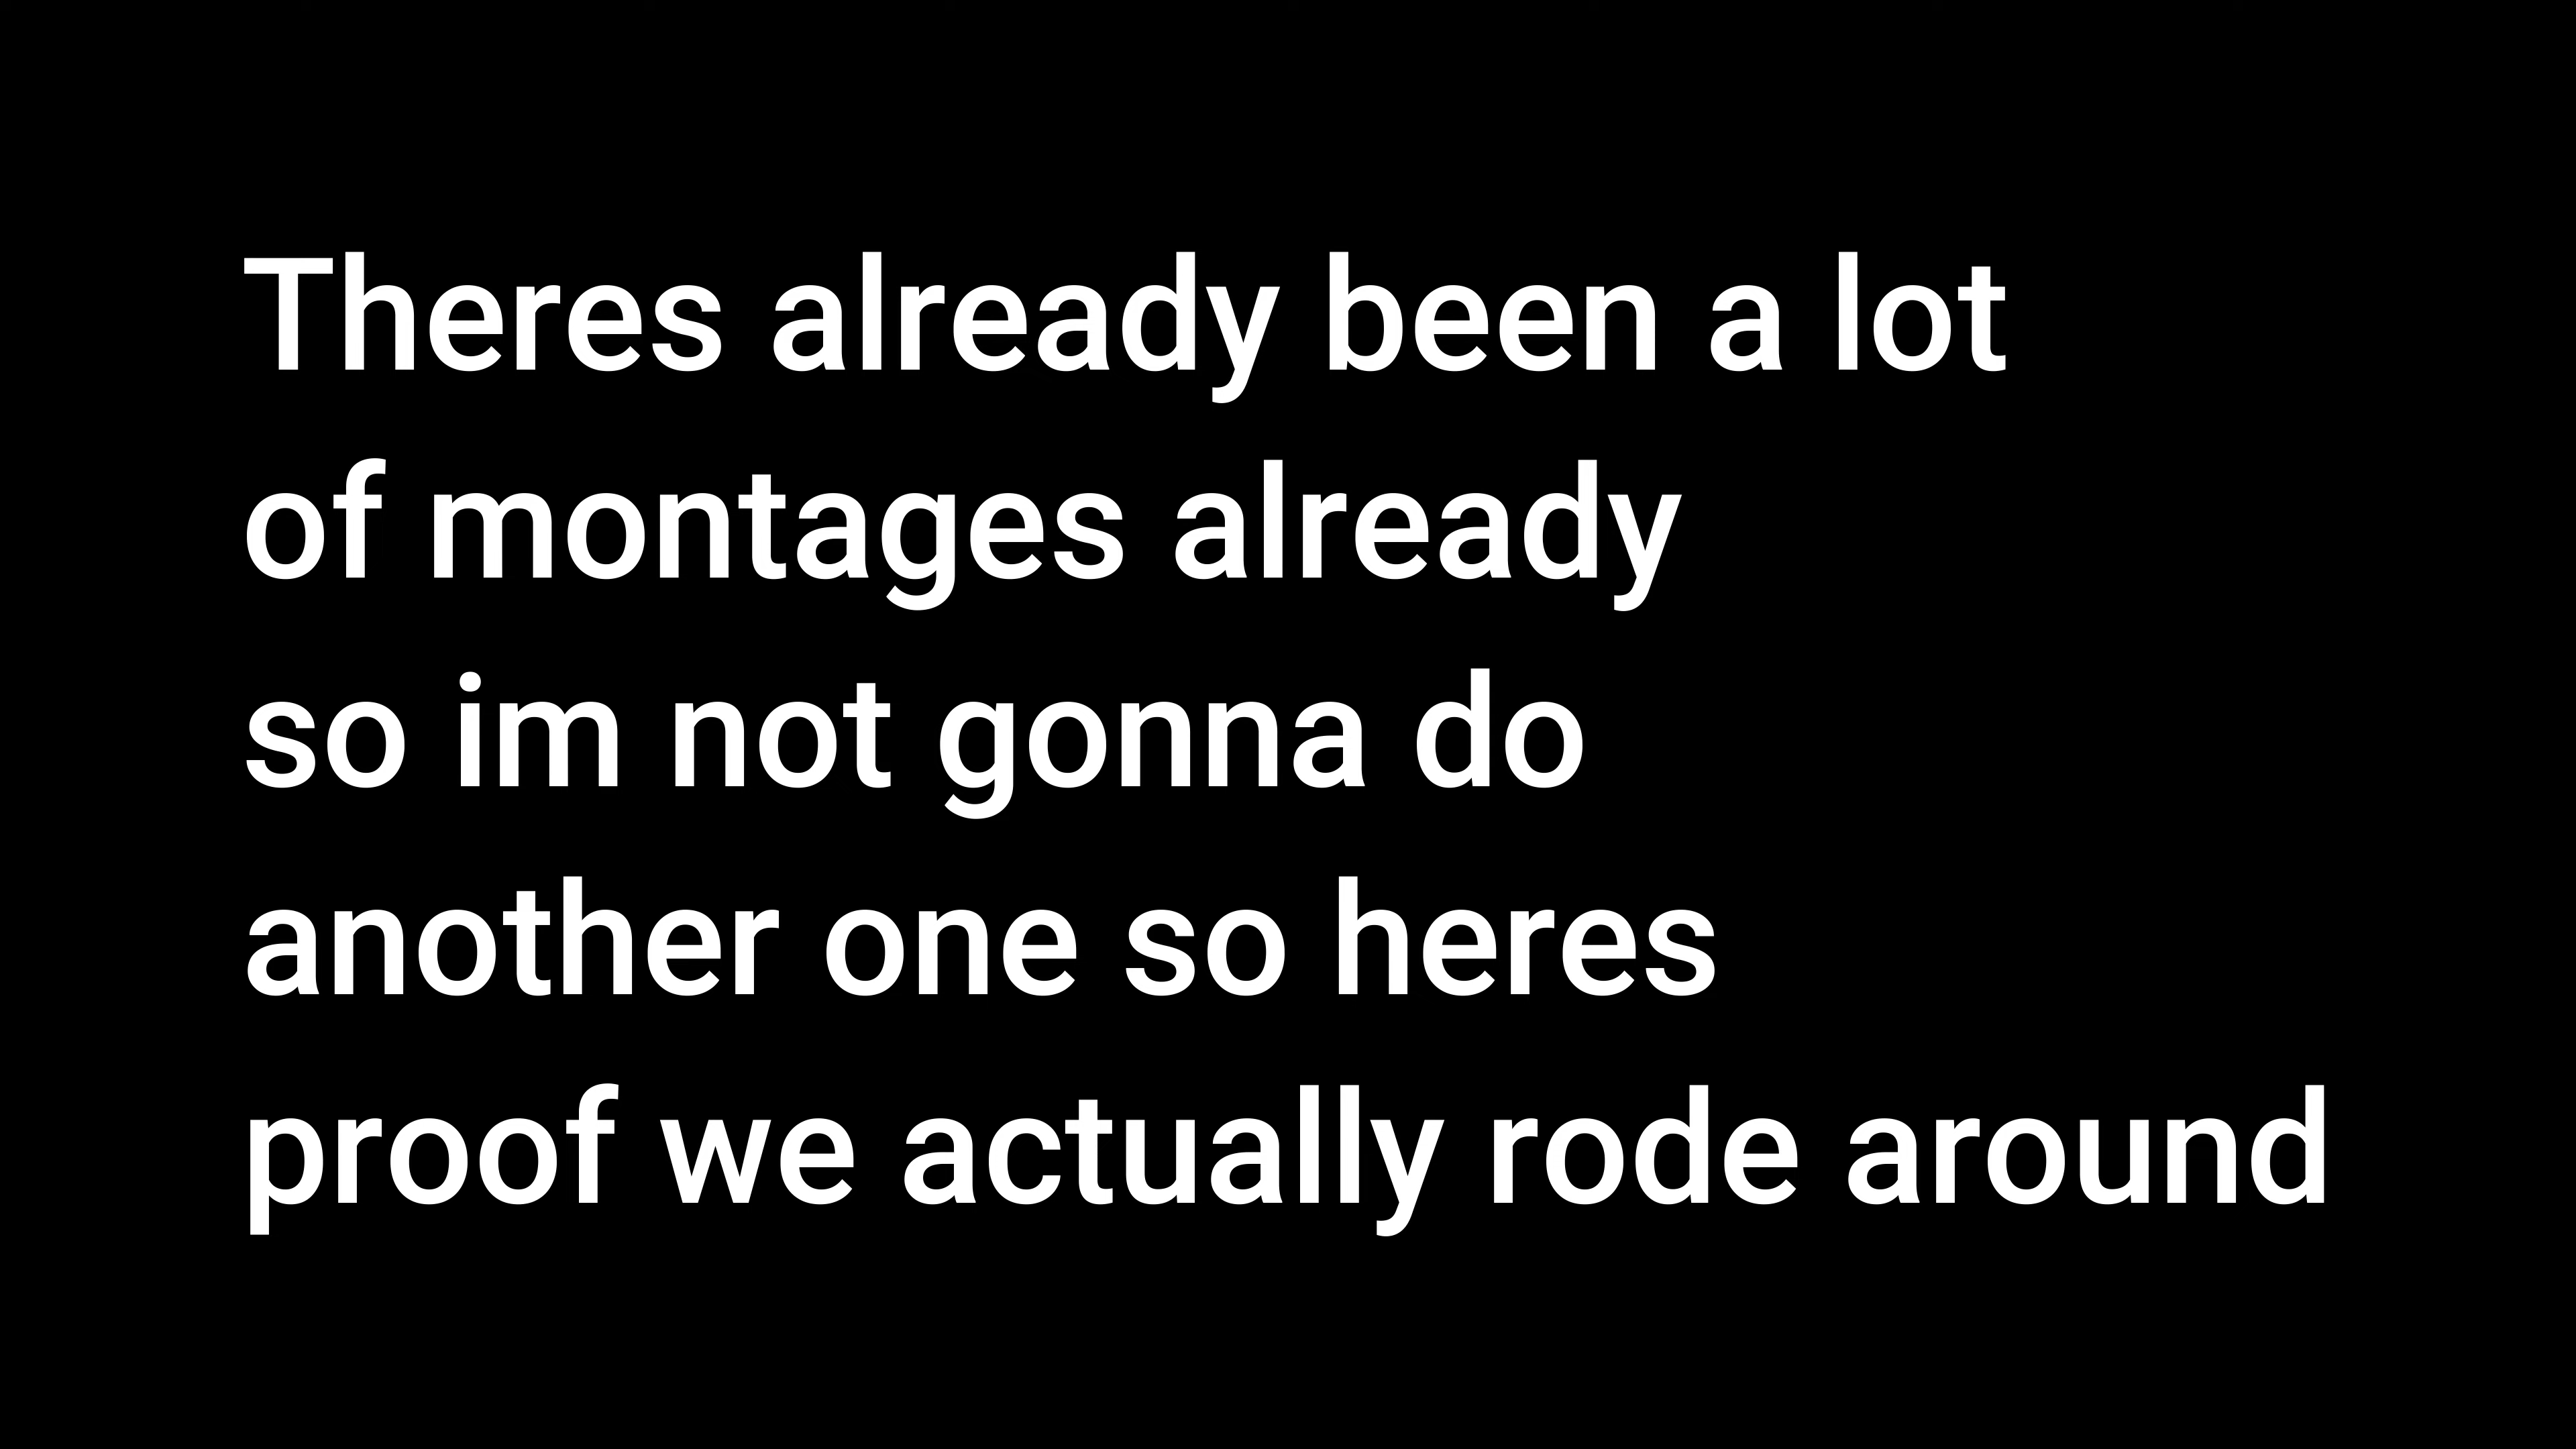 Theres already been a lot
of montages already
so im not gonna do
another one so heres
proof we actually rode around